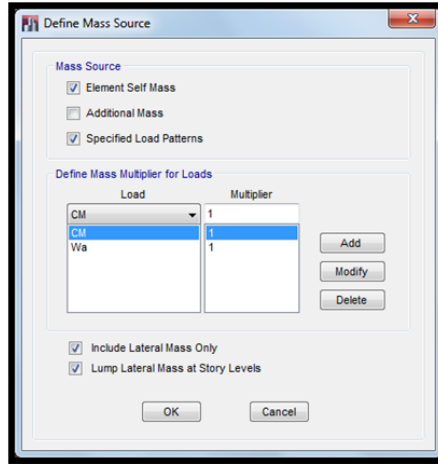 Define Mass Source
Mass Source
Element Self Mass
Additional Mass
Specified Load Patterns
Define Mass Multiplier for Loads
Load Multiplier
CM 1
CM 1
Wa 1
Add
Modify
Delete
Include Lateral Mass Only
Lump Lateral Mass at Story Levels
OK Cancel